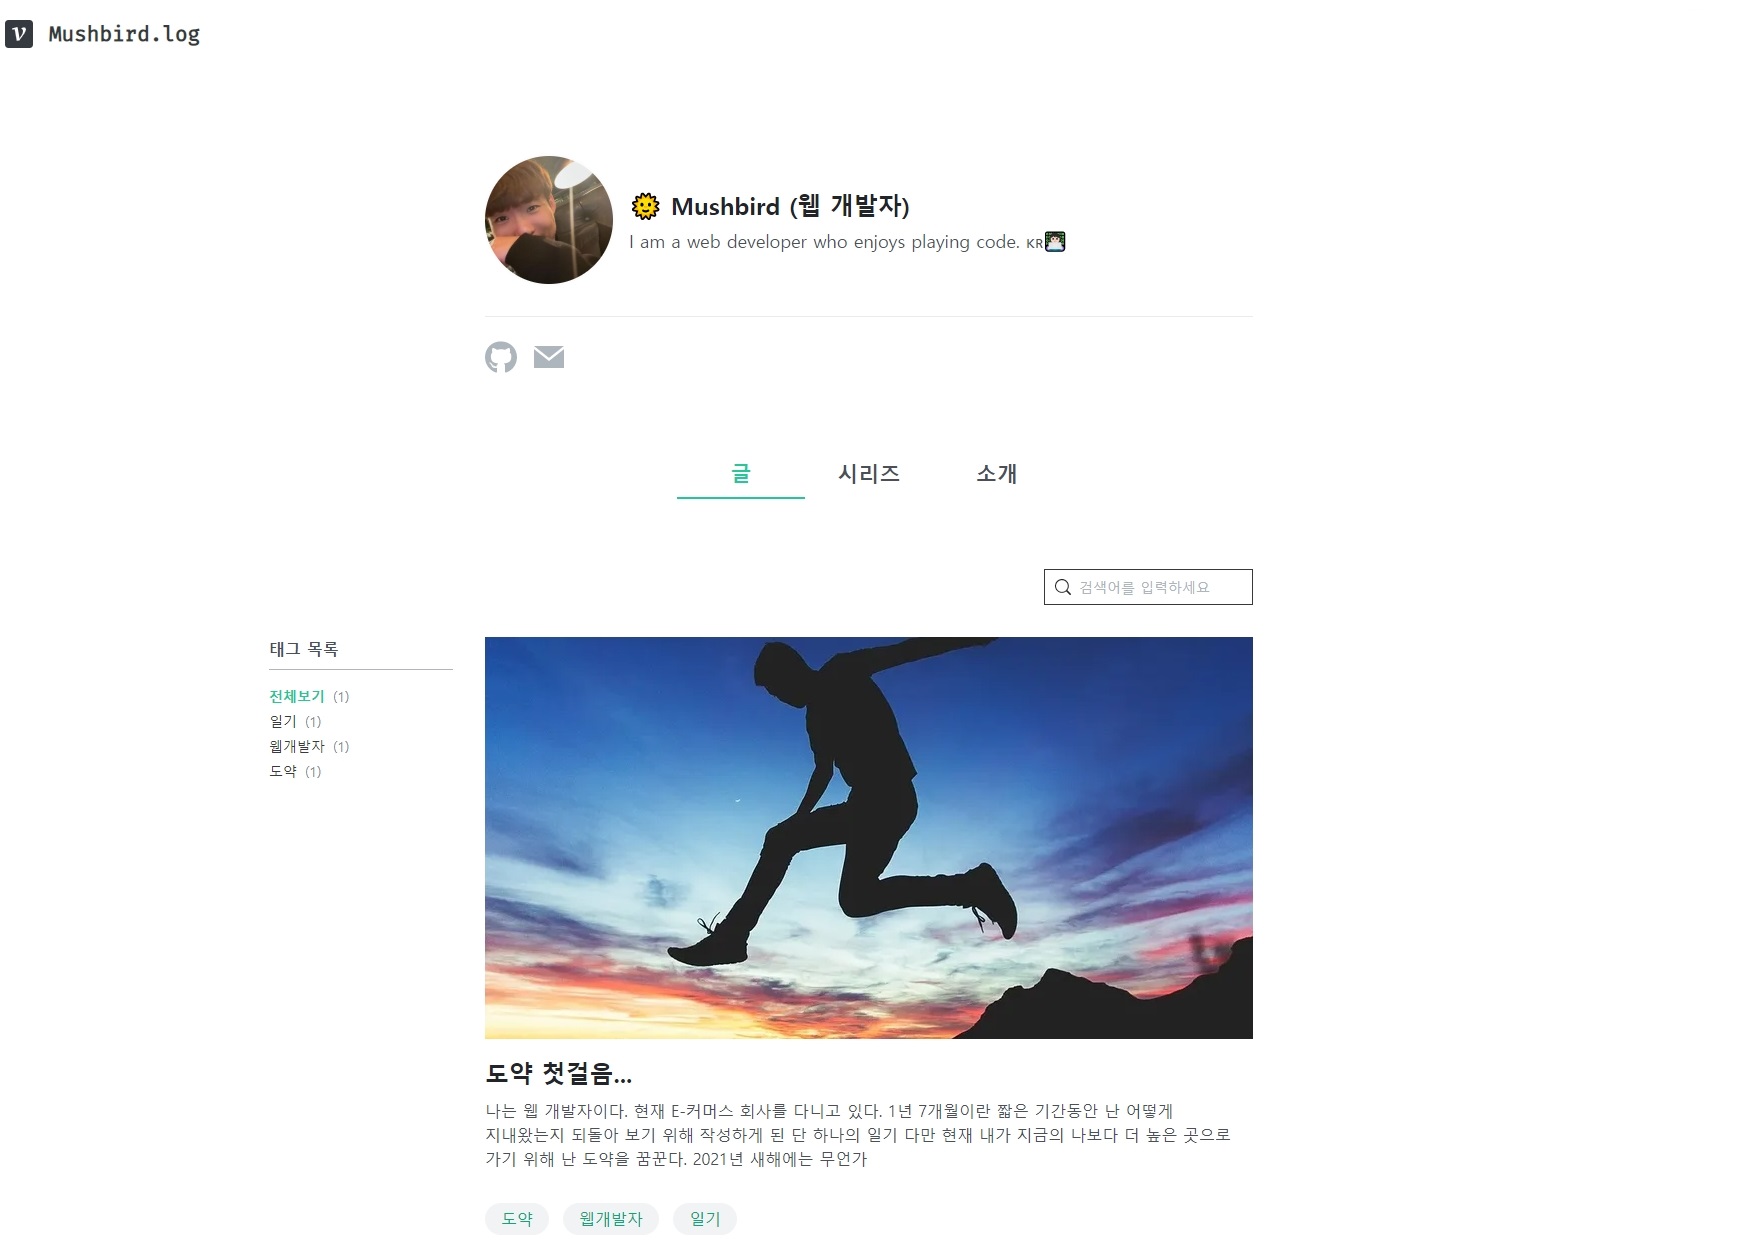 v Mushbird.log
Mushbird (웹 개발자)
I am a web developer who enjoys playing code. KR
글 시리즈 소개
검색어를 입력하세요
태그 목록
전체보기 (1)
일기 (1)
웹개발자 (1)
도약 (1)
도약 첫걸음...
나는 웹 개발자이다. 현재 E-커머스 회사를 다니고 있다. 1년 7개월이란 짧은 기간동안 난 어떻게
지내왔는지 되돌아 보기 위해 작성하게 된 단 하나의 일기 다만 현재 내가 지금의 나보다 더 높은 곳으로
가기 위해 난 도약을 꿈꾼다. 2021년 새해에는 무언가
도약 웹개발자 일기